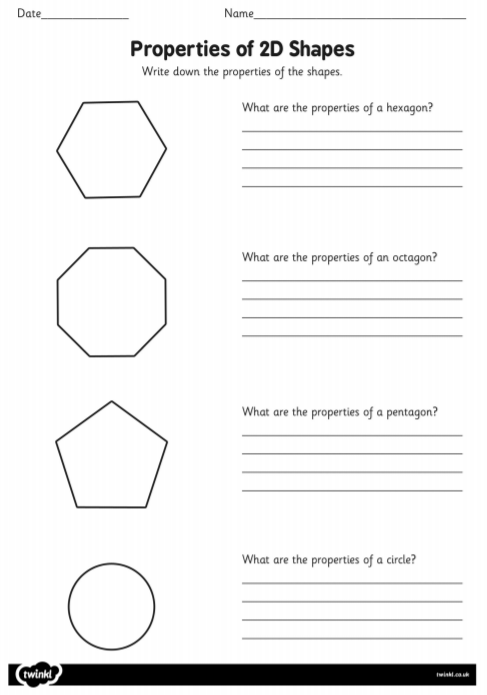 Date______________ Name__________________________________
Properties of 2D Shapes
Write down the properties of the shapes.
What are the properties of a hexagon?
What are the properties of an octagon?
What are the properties of a pentagon?
What are the properties of a circle?
twinkl twinkl.co.uk